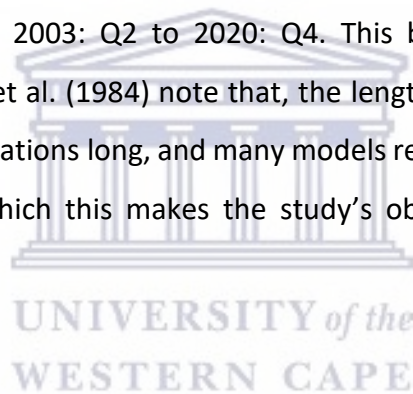 2003: Q2 to 2020: Q4. This b
et al. (1984) note that, the lengt
ations long, and many models re
hich this makes the study's ob
UNIVERSITY of the
WESTERN CAPE